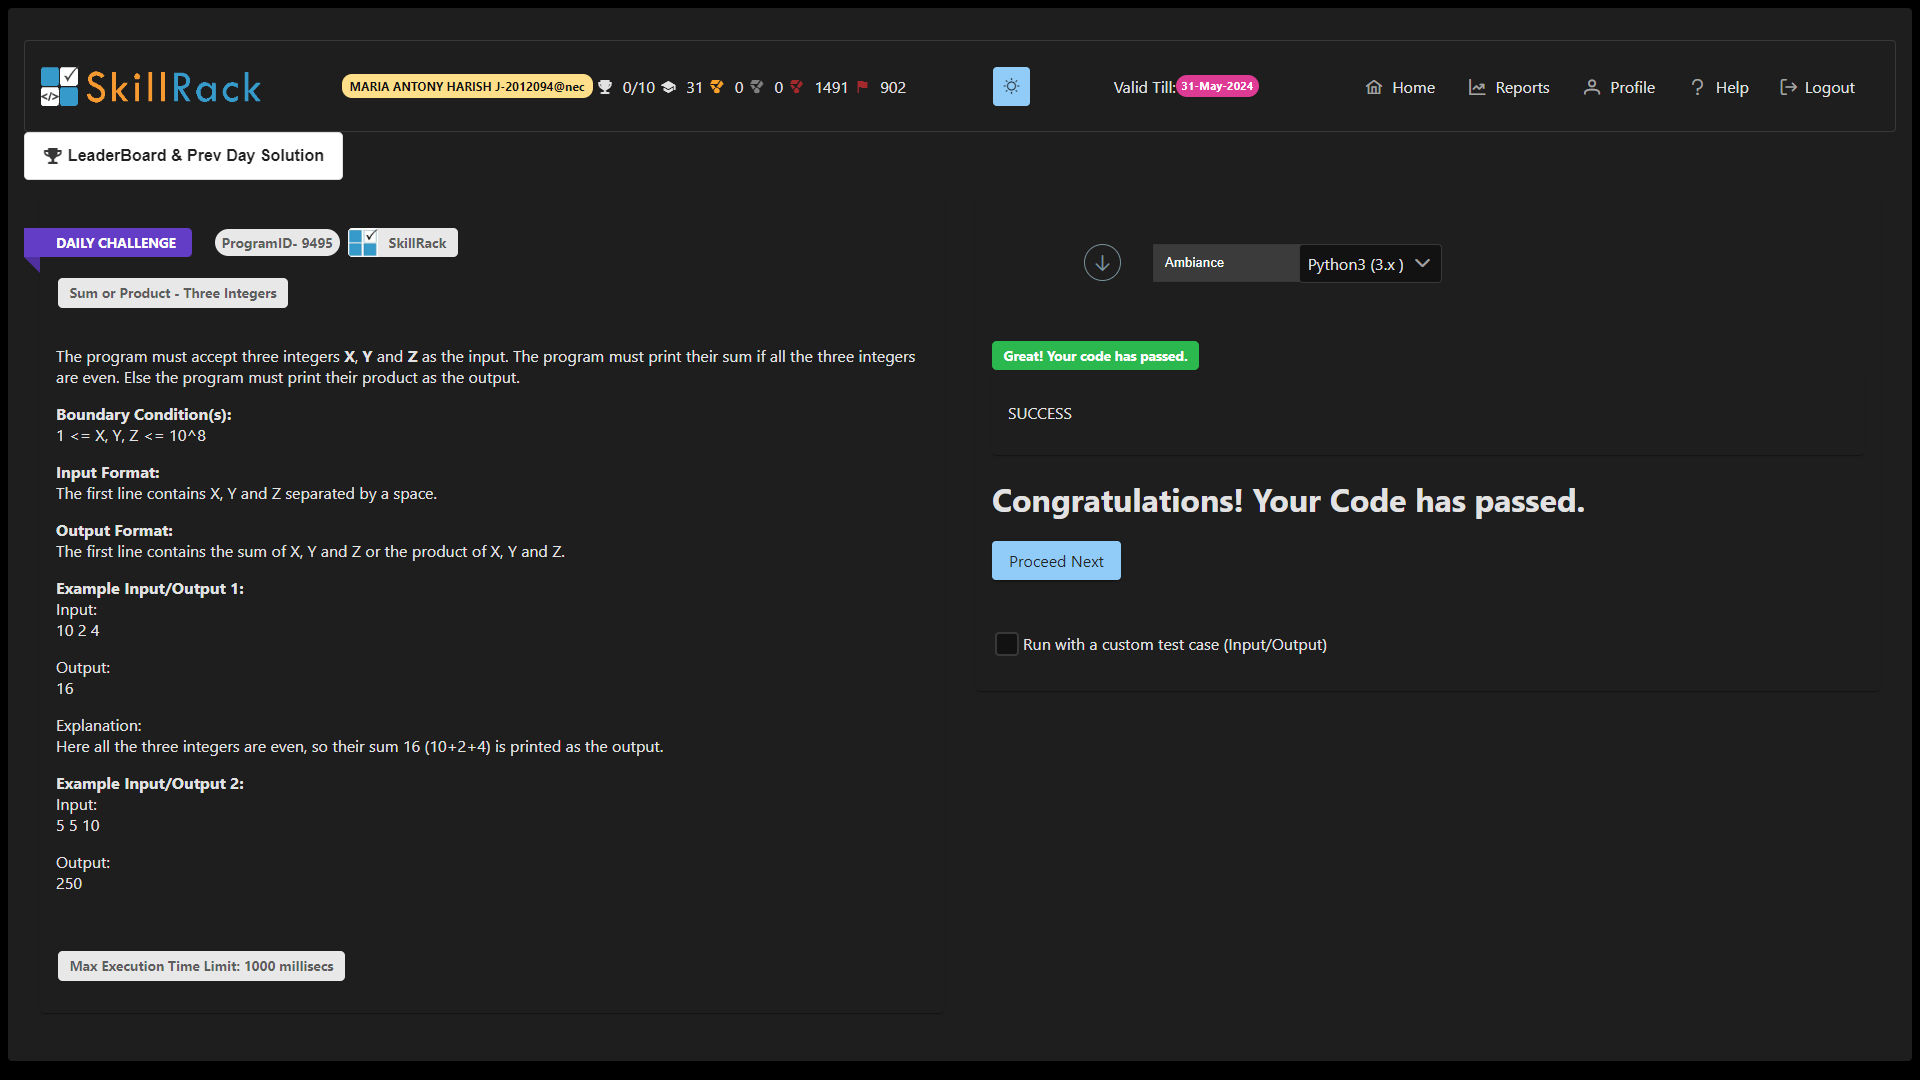 SkillRack
MARIA ANTONY HARISH J-2012094@nec 0/10 31 0 0 1491 902
Valid Till:31-May-2024
Home Reports Profile Help Logout
LeaderBoard & Prev Day Solution
DAILY CHALLENGE ProgramID- 9495 SkillRack
Sum or Product - Three Integers
The program must accept three integers X, Y and Z as the input. The program must print their sum if all the three integers
are even. Else the program must print their product as the output.
Boundary Condition(s):
1 <= X, Y, Z <= 10^8
Input Format:
The first line contains X, Y and Z separated by a space.
Output Format:
The first line contains the sum of X, Y and Z or the product of X, Y and Z.
Example Input/Output 1:
Input:
10 2 4
Output:
16
Explanation:
Here all the three integers are even, so their sum 16 (10+2+4) is printed as the output.
Example Input/Output 2:
Input:
5 5 10
Output:
250
Max Execution Time Limit: 1000 millisecs
Ambiance Python3 (3.x )
Great! Your code has passed.
SUCCESS
Congratulations! Your Code has passed.
Proceed Next
Run with a custom test case (Input/Output)